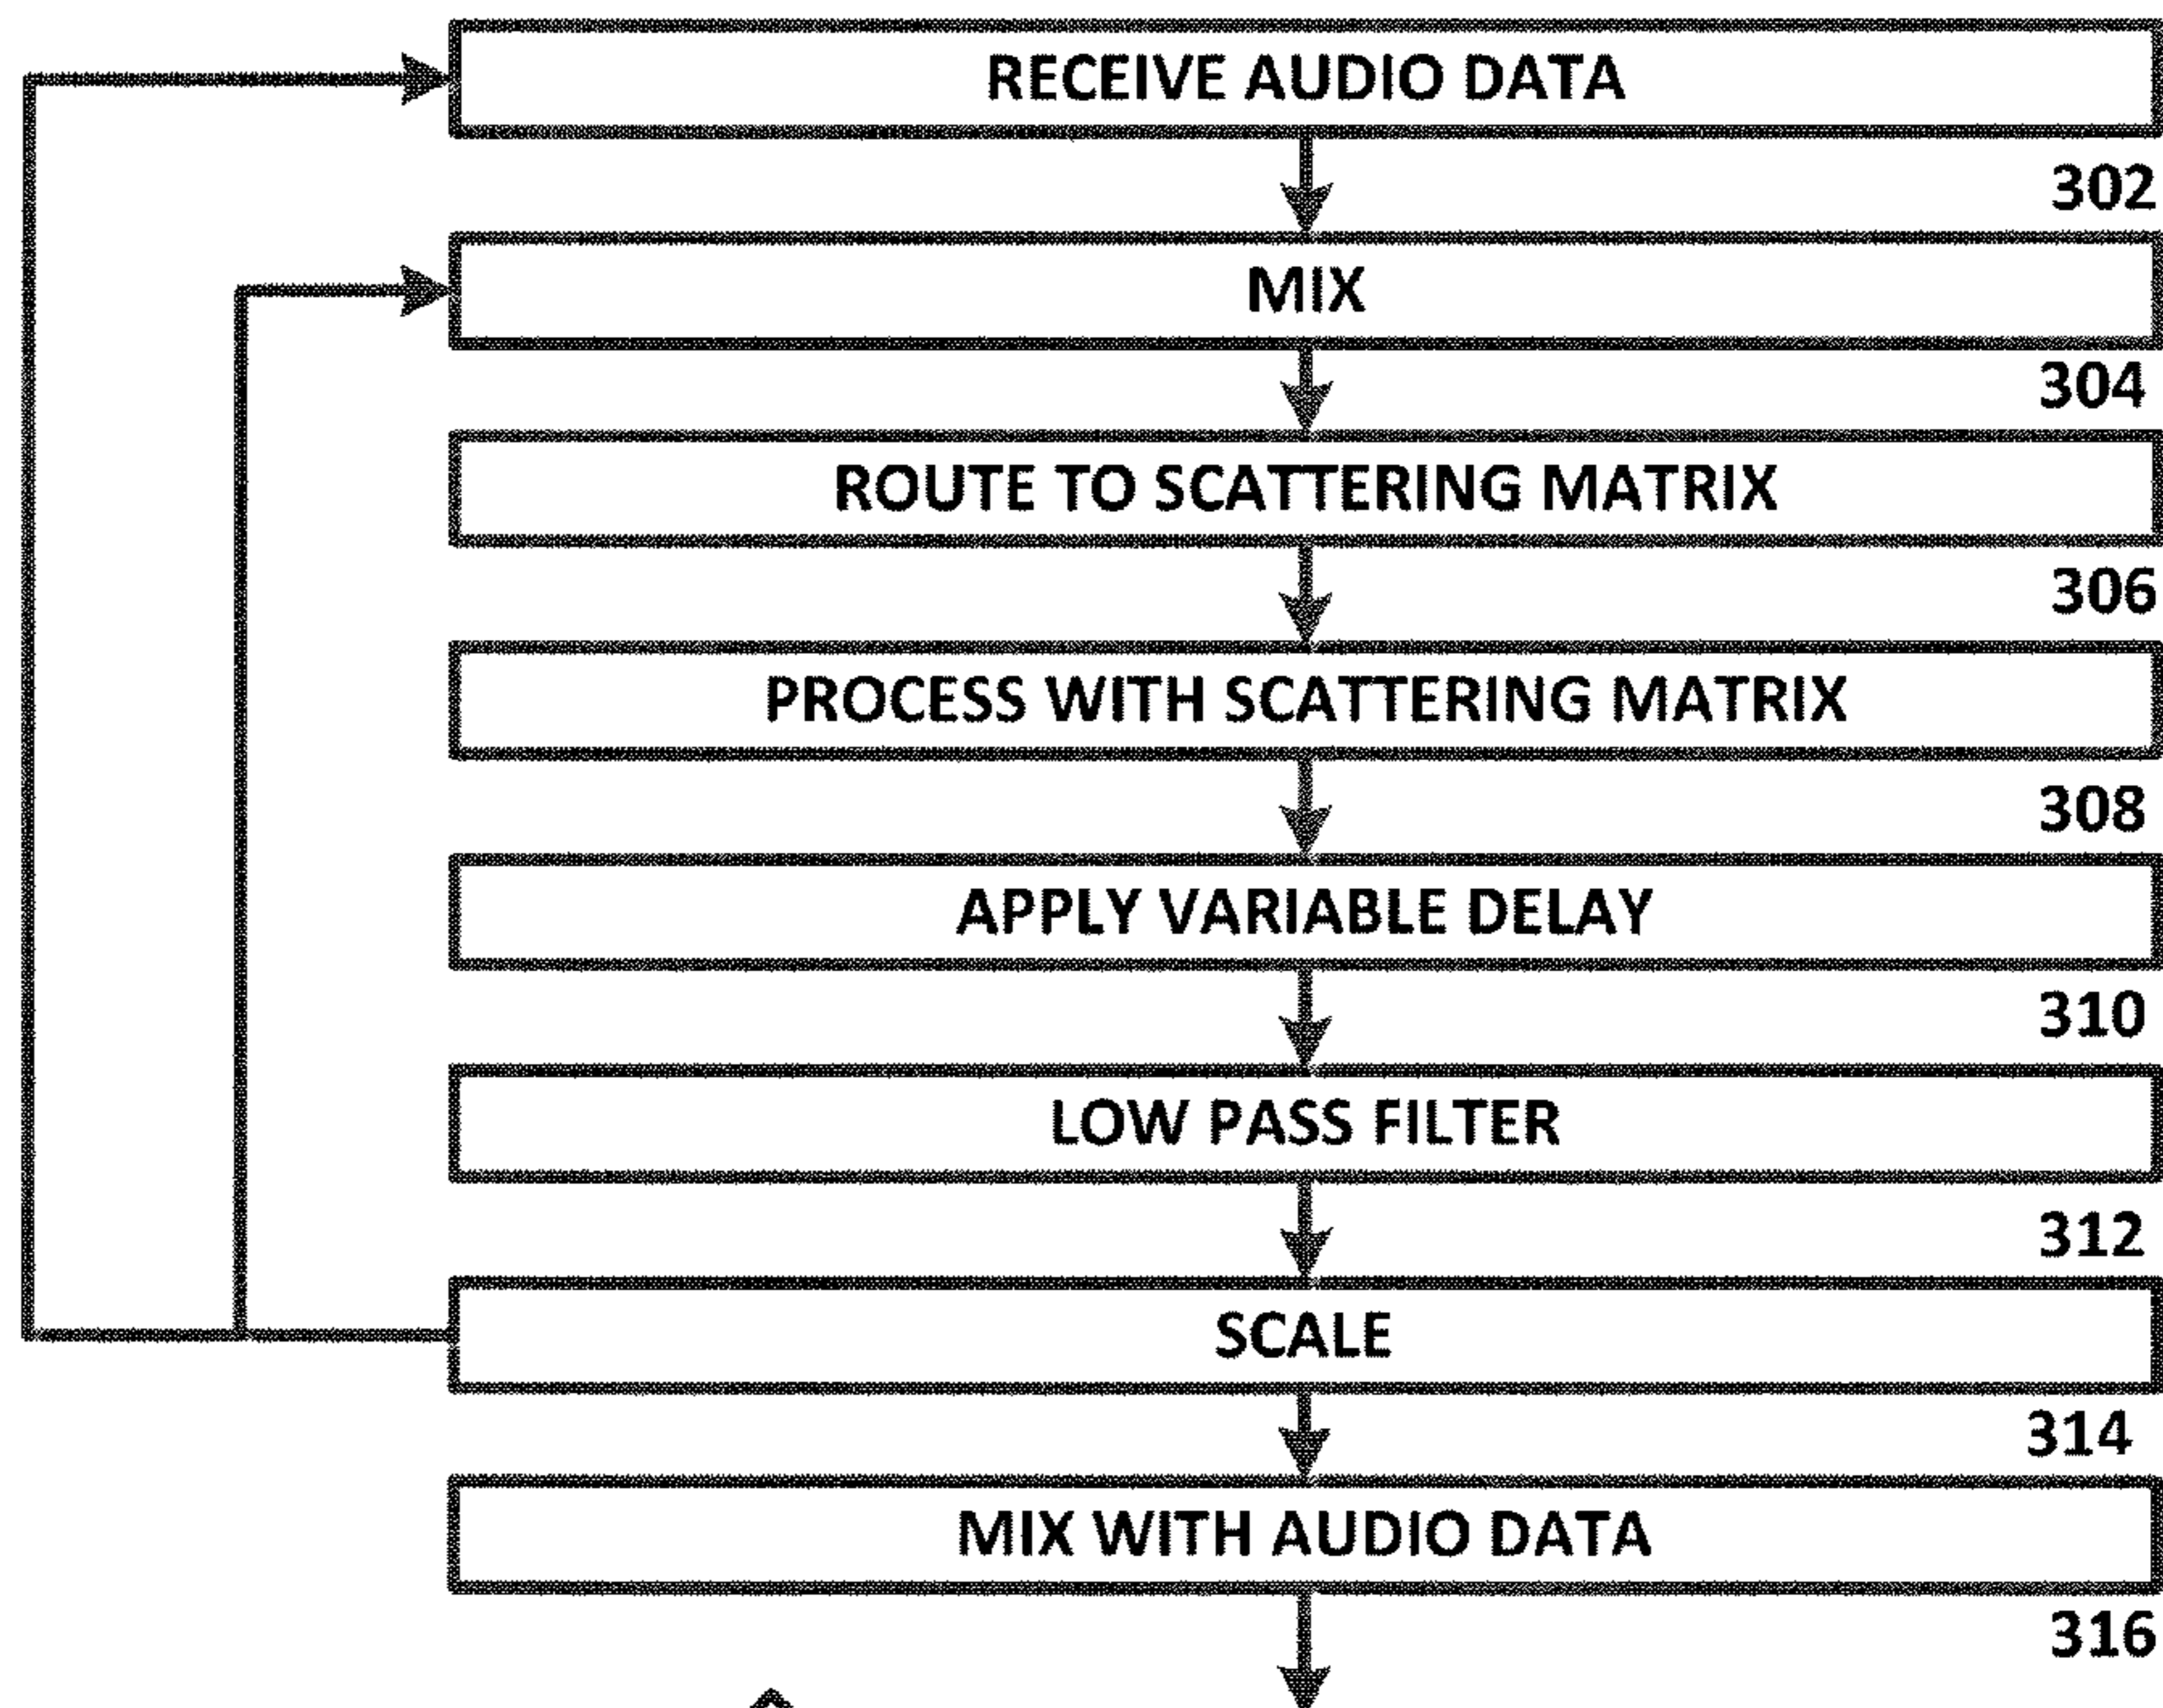 RECEIVE AUDIO DATA
302
MIX
304
ROUTE TO SCATTERING MATRIX
306
PROCESS WITH SCATTERING MATRIX
308
APPLY VARIABLE DELAY
310
LOW PASS FILTER
312
SCALE
314
MIX WITH AUDIO DATA
316